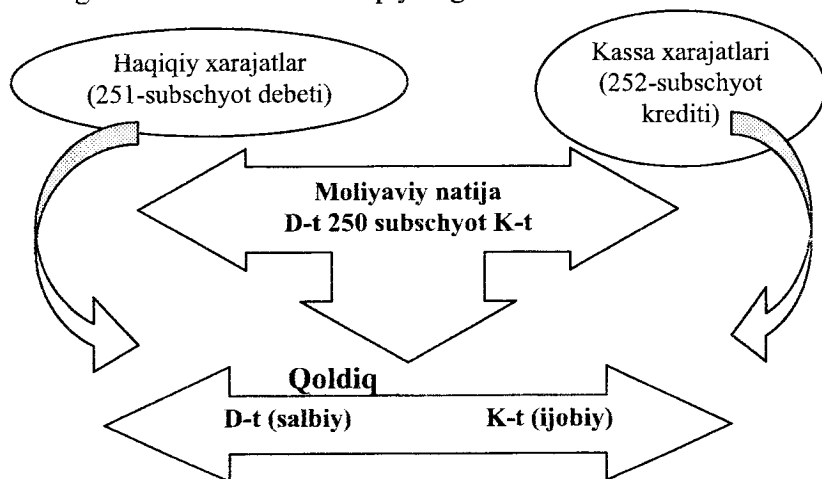 Haqiqiy xarajatlar
(251-subschyot debeti)
Kassa xarajatlari
(252-subschyot
krediti)
Moliyaviy natija
D-t 250 subschyot K-t
Qoldiq
D-t (salbiy) K-t (ijobiy)